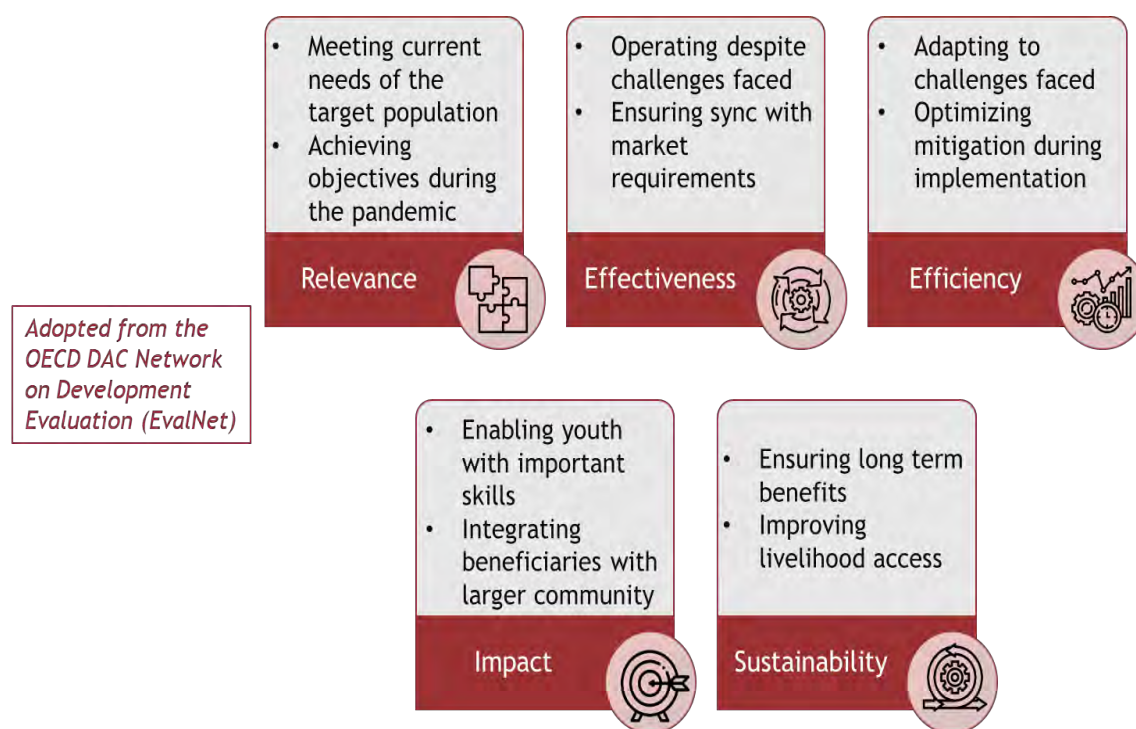 • Meeting current
needs of the
target population
• Achieving
objectives during
the pandemic
Relevance
• Operating despite
challenges faced
• Ensuring sync with
market
requirements
Effectiveness
• Adapting to
challenges faced
• Optimizing
mitigation during
implementation
Efficiency
Adopted from the
OECD DAC Network
on Development
Evaluation (EvalNet)
• Enabling youth
with important
skills
• Integrating
beneficiaries with
larger community
Impact
• Ensuring long term
benefits
• Improving
livelihood access
Sustainability